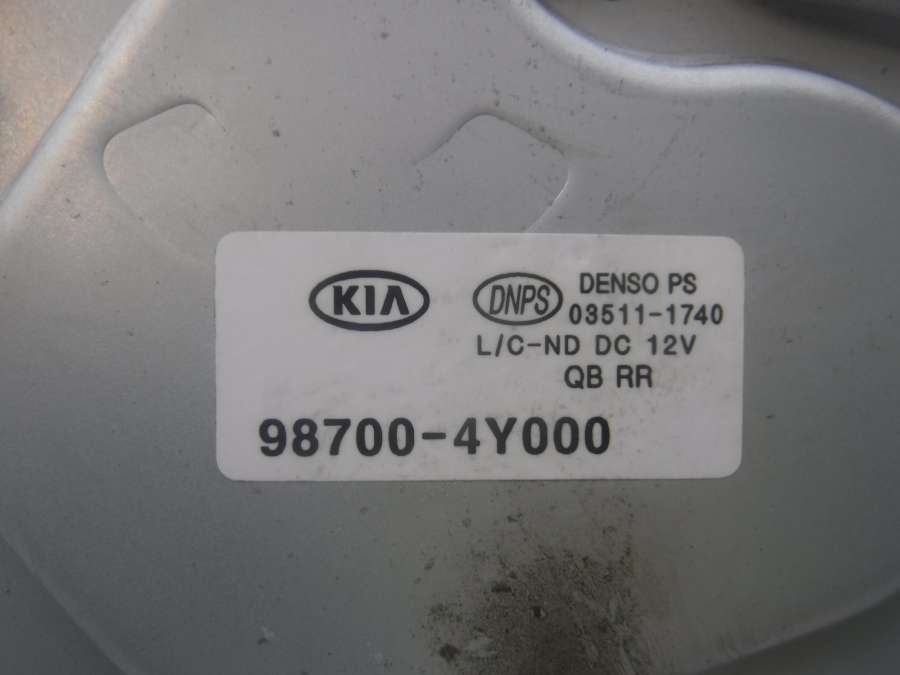 KIA
DNPS
DENSO PS
03511-1740
L/C-ND DC 12V
QB RR
98700-4Y000